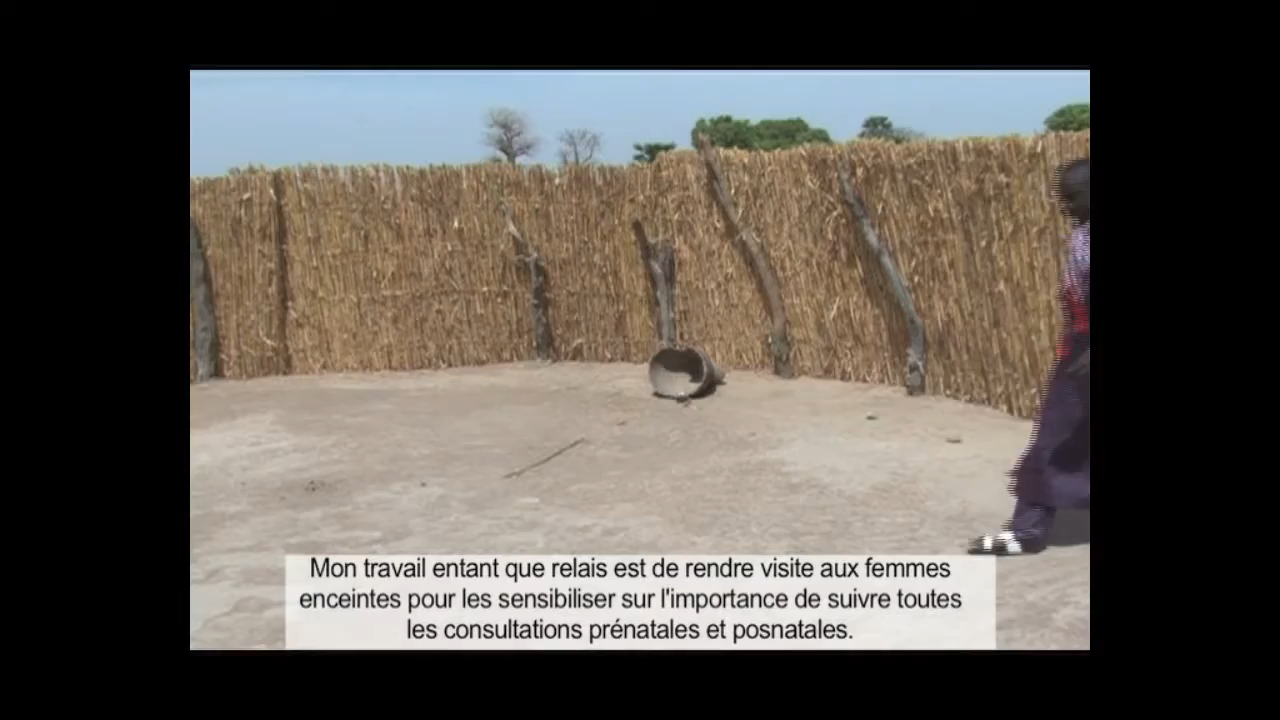 Mon travail entant que relais est de rendre visite aux femmes
enceintes pour les sensibiliser sur l'importance de suivre toutes
les consultations prénatales et posnatales.